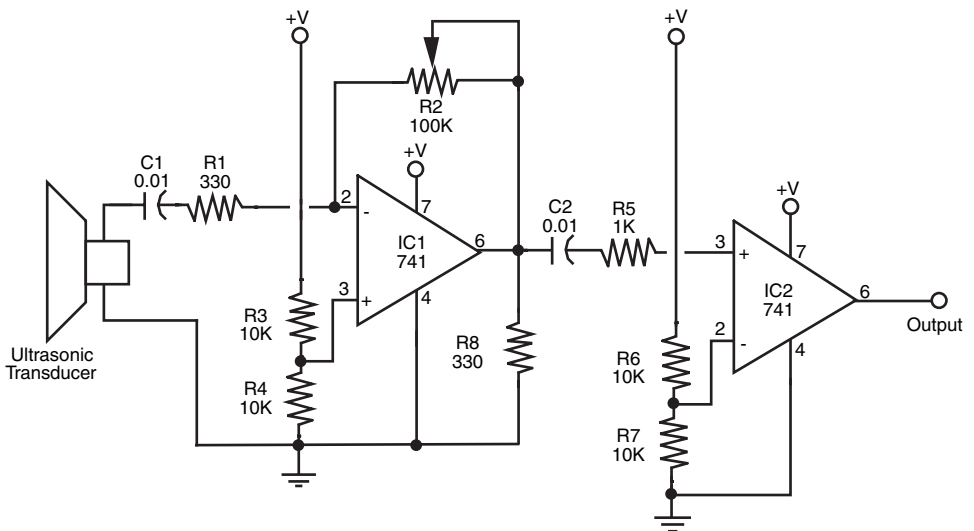 +V
+V
R2
100K
C1
0.01
R1
330
+V
2
-
7
+V
C2
0.01
R5
1K
IC1
741
6
3
+
7
3
+
4
IC2
741
6
R3
10K
Output
Ultrasonic
Transducer
R8
330
2
-
4
R6
10K
R4
10K
R7
10K